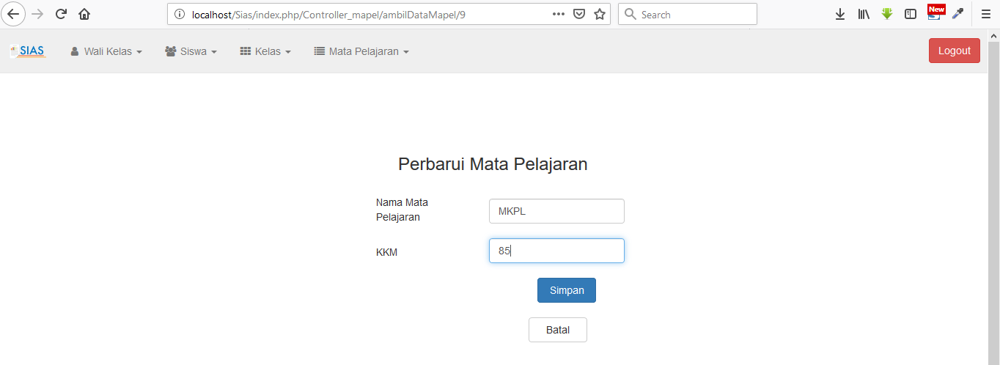 localhost/Sias/index.php/Controller_mapel/ambilDataMapel/9
Search
New
SIAS
Wali Kelas
Siswa
Kelas
Mata Pelajaran
Logout
Perbarui Mata Pelajaran
Nama Mata
Pelajaran
MKPL
KKM
85
Simpan
Batal